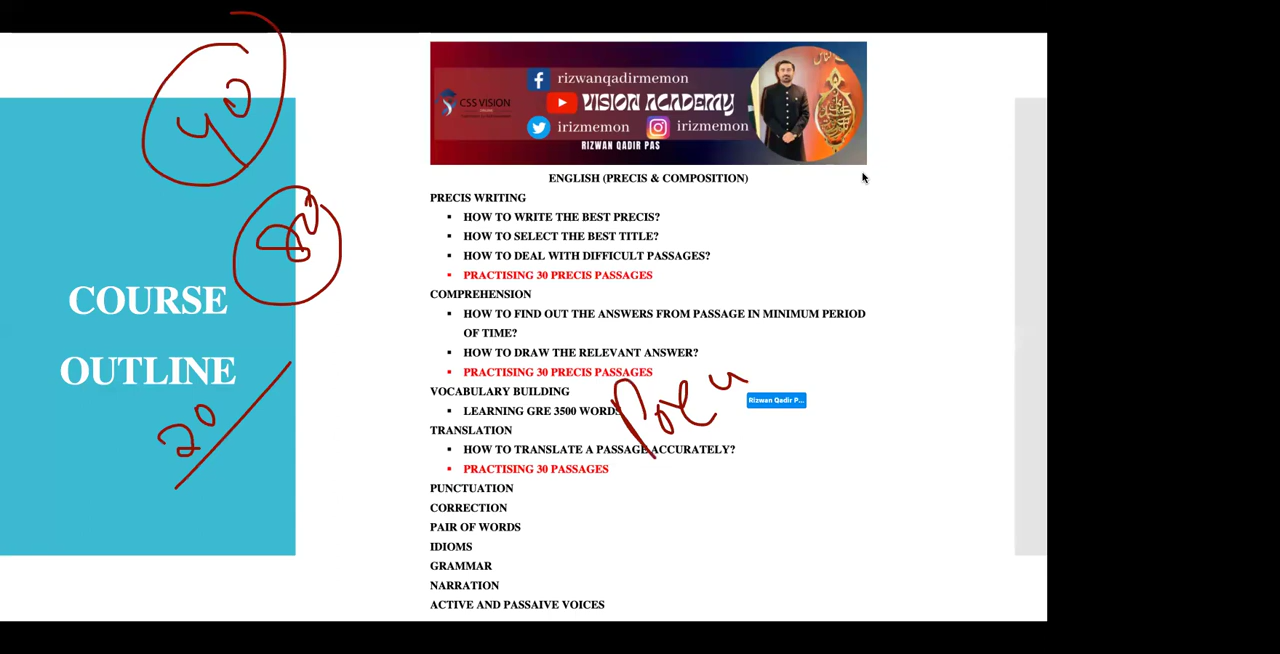 rizwanqadirmemon
CSS VISION
VISION ACADEMY
irizmemon irizmemon
RIZWAN QADIR PAS
40
20
COURSE
OUTLINE
ENGLISH (PRECIS & COMPOSITION)
PRECIS WRITING
▪ HOW TO WRITE THE BEST PRECIS?
▪ HOW TO SELECT THE BEST TITLE?
▪ HOW TO DEAL WITH DIFFICULT PASSAGES?
▪ PRACTISING 30 PRECIS PASSAGES
COMPREHENSION
▪ HOW TO FIND OUT THE ANSWERS FROM PASSAGE IN MINIMUM PERIOD
OF TIME?
▪ HOW TO DRAW THE RELEVANT ANSWER?
▪ PRACTISING 30 PRECIS PASSAGES
VOCABULARY BUILDING
▪ LEARNING GRE 3500 WORDS
TRANSLATION
▪ HOW TO TRANSLATE A PASSAGE ACCURATELY?
▪ PRACTISING 30 PASSAGES
PUNCTUATION
CORRECTION
PAIR OF WORDS
IDIOMS
GRAMMAR
NARRATION
ACTIVE AND PASSAIVE VOICES
Rizwan Qadir P...